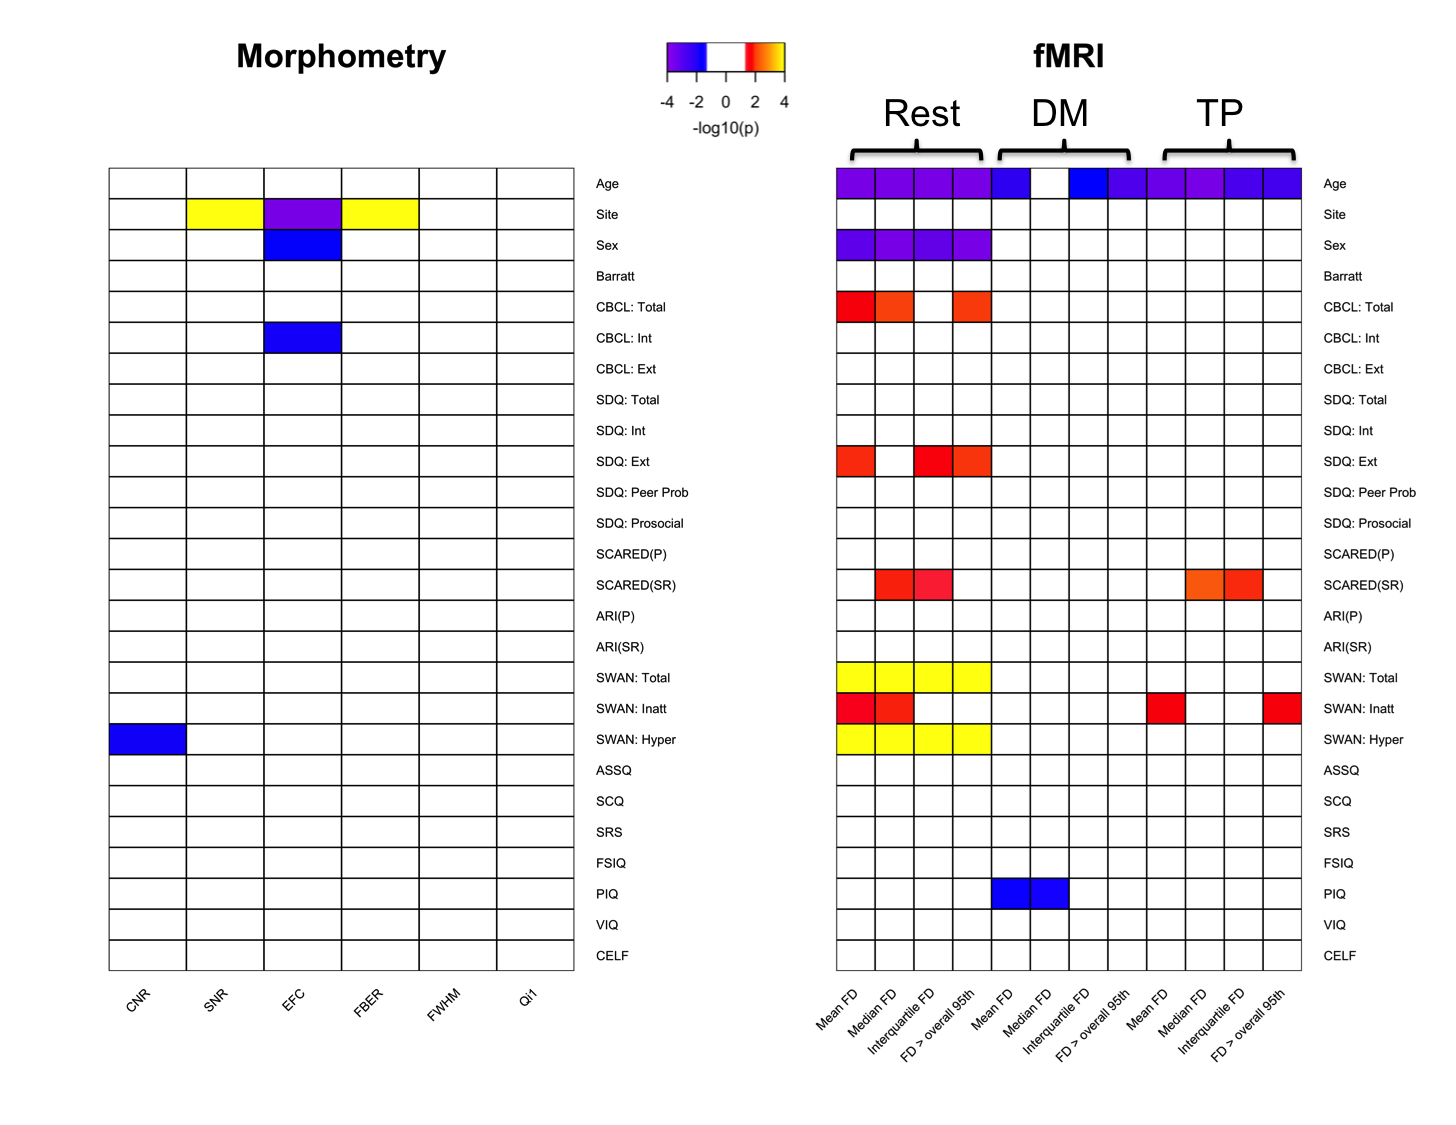 Morphometry
fMRI
-4 -2 0 2 4
-log10(p)
Rest DM TP
Age
Site
Sex
Barratt
CBCL: Total
CBCL: Int
CBCL: Ext
SDQ: Total
SDQ: Int
SDQ: Ext
SDQ: Peer Prob
SDQ: Prosocial
SCARED(P)
SCARED(SR)
ARI(P)
ARI(SR)
SWAN: Total
SWAN: Inatt
SWAN: Hyper
ASSQ
SCQ
SRS
FSIQ
PIQ
VIQ
CELF
CNR
SNR
EFC
FBER
FWHM
Qi1
Age
Site
Sex
Barratt
CBCL: Total
CBCL: Int
CBCL: Ext
SDQ: Total
SDQ: Int
SDQ: Ext
SDQ: Peer Prob
SDQ: Prosocial
SCARED(P)
SCARED(SR)
ARI(P)
ARI(SR)
SWAN: Total
SWAN: Inatt
SWAN: Hyper
ASSQ
SCQ
SRS
FSIQ
PIQ
VIQ
CELF
Mean FD
Median FD
Interquartile FD
FD > overall 95th
Mean FD
Median FD
Interquartile FD
FD > overall 95th
Mean FD
Median FD
Interquartile FD
FD > overall 95th